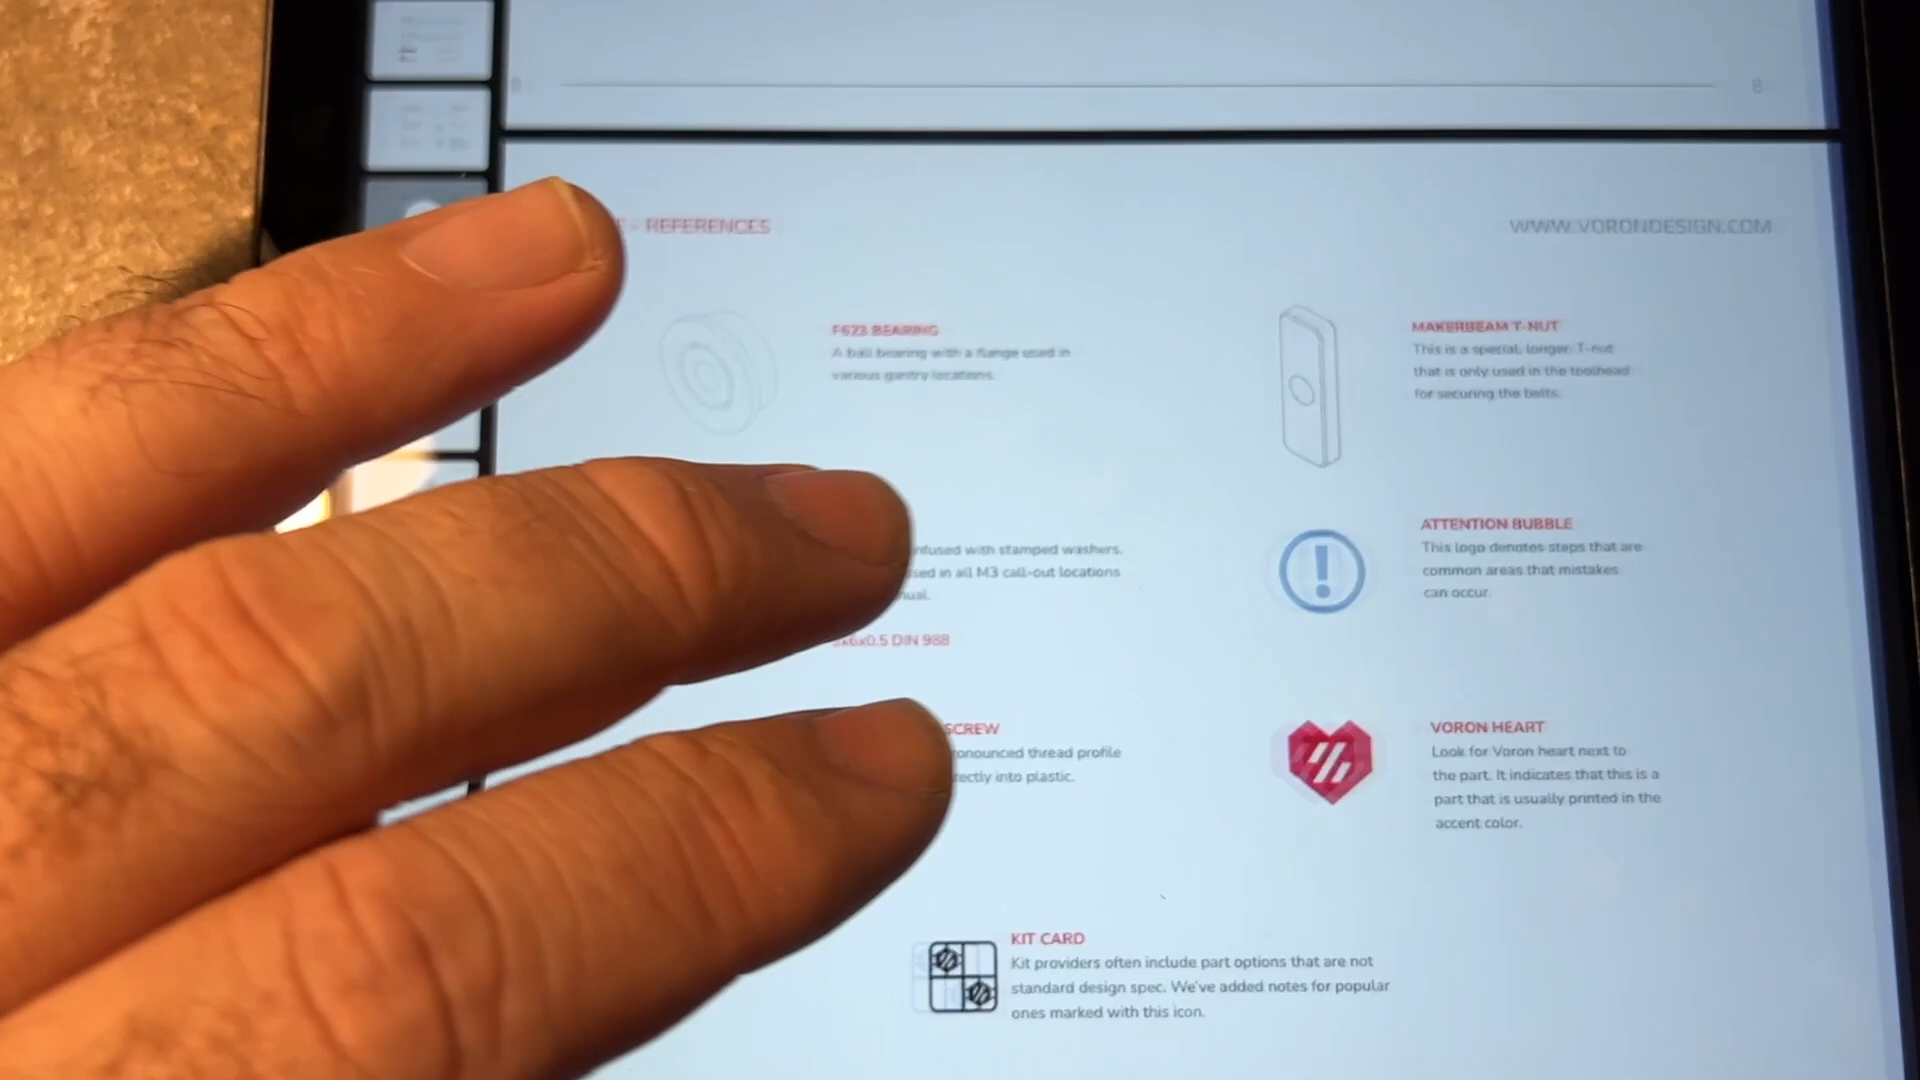 - REFERENCES
WWW.VORONDESIGN.COM
F623 BEARING
A ball bearing with a flange used in
various gantry locations.
MAKERBEAM T-NUT
This is a special, longer, T-nut
that is only used in the toolhead
for securing the belts.
nfused with stamped washers.
sed in all M3 call-out locations
nual.
x6x0.5 DIN 988
ATTENTION BUBBLE
This logo denotes steps that are
common areas that mistakes
can occur.
SCREW
ronounced thread profile
rectly into plastic.
VORON HEART
Look for Voron heart next to
the part. It indicates that this is a
part that is usually printed in the
accent color.
KIT CARD
Kit providers often include part options that are not
standard design spec. We've added notes for popular
ones marked with this icon.